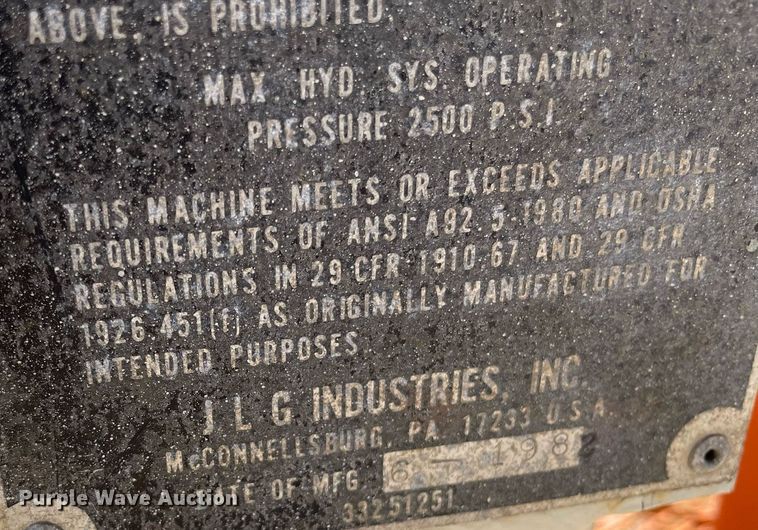 ABOVE, IS PROHIBITED.
MAX. HYD. SYS. OPERATING
PRESSURE 2500 P.S.I.
THIS MACHINE MEETS OR EXCEEDS APPLICABLE
REQUIREMENTS OF ANSI-A92.5-1980 AND OSHA
REGULATIONS IN 29 CFR 1910.67 AND 29 CFR
1926.451(f) AS ORIGINALLY MANUFACTURED FOR
INTENDED PURPOSES
J L G INDUSTRIES, INC.
McCONNELLSBURG, PA. 17233 U.S.A.
DATE OF MFG. 6 - 1982
33251251
Purple Wave Auction